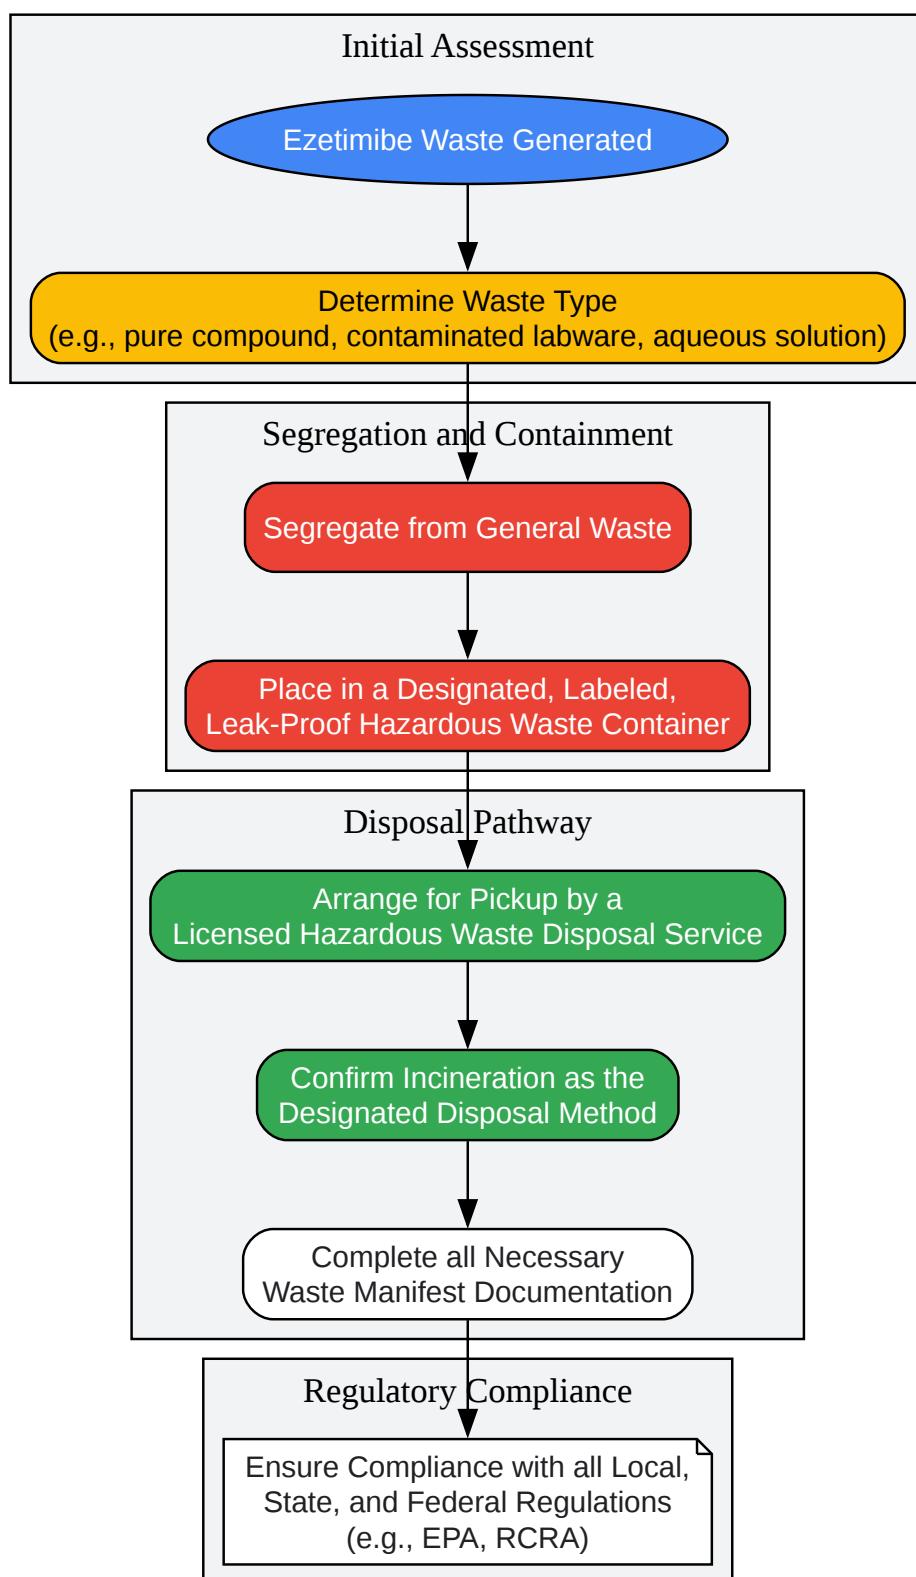 Initial Assessment
Ezetimibe Waste Generated
Determine Waste Type
(e.g., pure compound, contaminated labware, aqueous solution)
Segregation and Containment
Segregate from General Waste
Place in a Designated, Labeled,
Leak-Proof Hazardous Waste Container
Disposal Pathway
Arrange for Pickup by a
Licensed Hazardous Waste Disposal Service
Confirm Incineration as the
Designated Disposal Method
Complete all Necessary
Waste Manifest Documentation
Regulatory Compliance
Ensure Compliance with all Local,
State, and Federal Regulations
(e.g., EPA, RCRA)